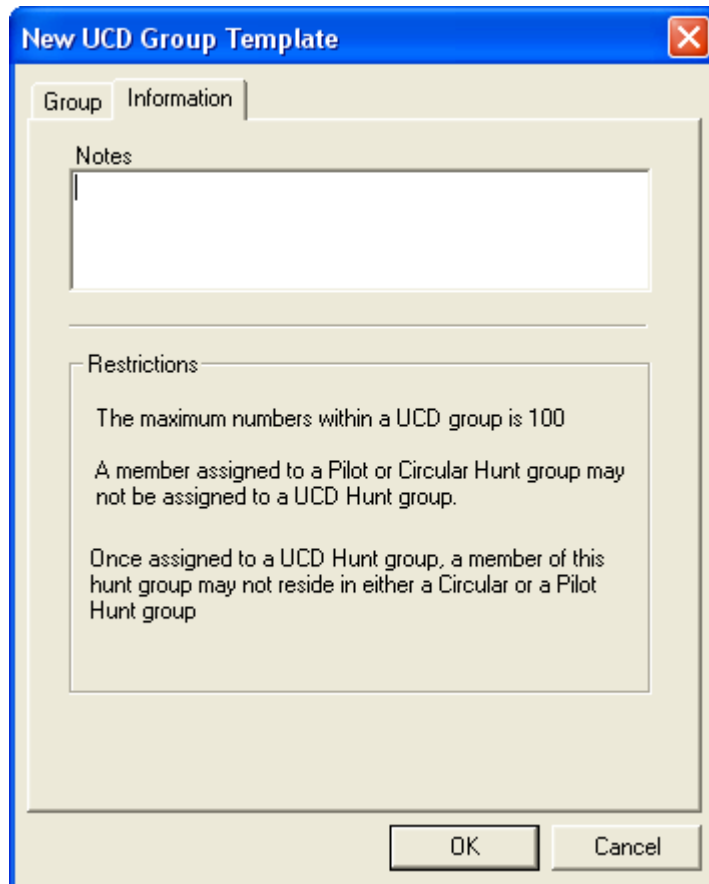 New UCD Group Template
Group
Information
Notes
Restrictions
The maximum numbers within a UCD group is 100
A member assigned to a Pilot or Circular Hunt group may
not be assigned to a UCD Hunt group.
Once assigned to a UCD Hunt group, a member of this
hunt group may not reside in either a Circular or a Pilot
Hunt group
OK
Cancel